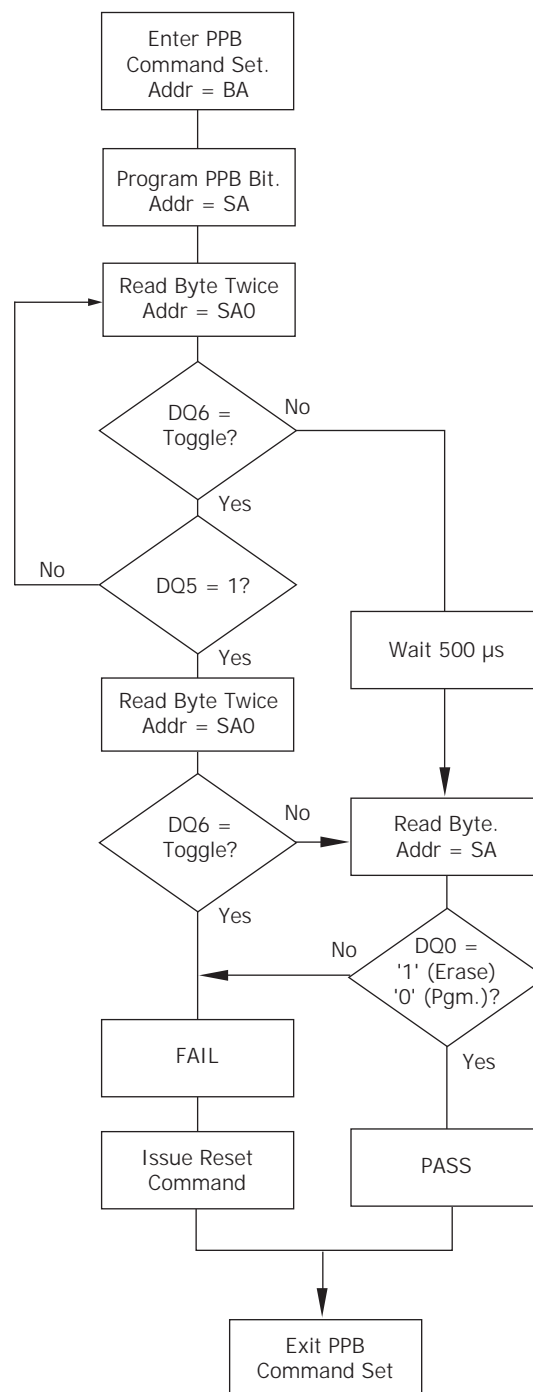 Enter PPB
Command Set.
Addr = BA
Program PPB Bit.
Addr = SA
Read Byte Twice
Addr = SA0
DQ6 =
Toggle?
No
Yes
No
DQ5 = 1?
Yes
Wait 500 µs
Read Byte Twice
Addr = SA0
DQ6 =
Toggle?
No
Read Byte.
Addr = SA
Yes
No
DQ0 =
'1' (Erase)
'0' (Pgm.)?
Yes
FAIL
Issue Reset
Command
PASS
Exit PPB
Command Set